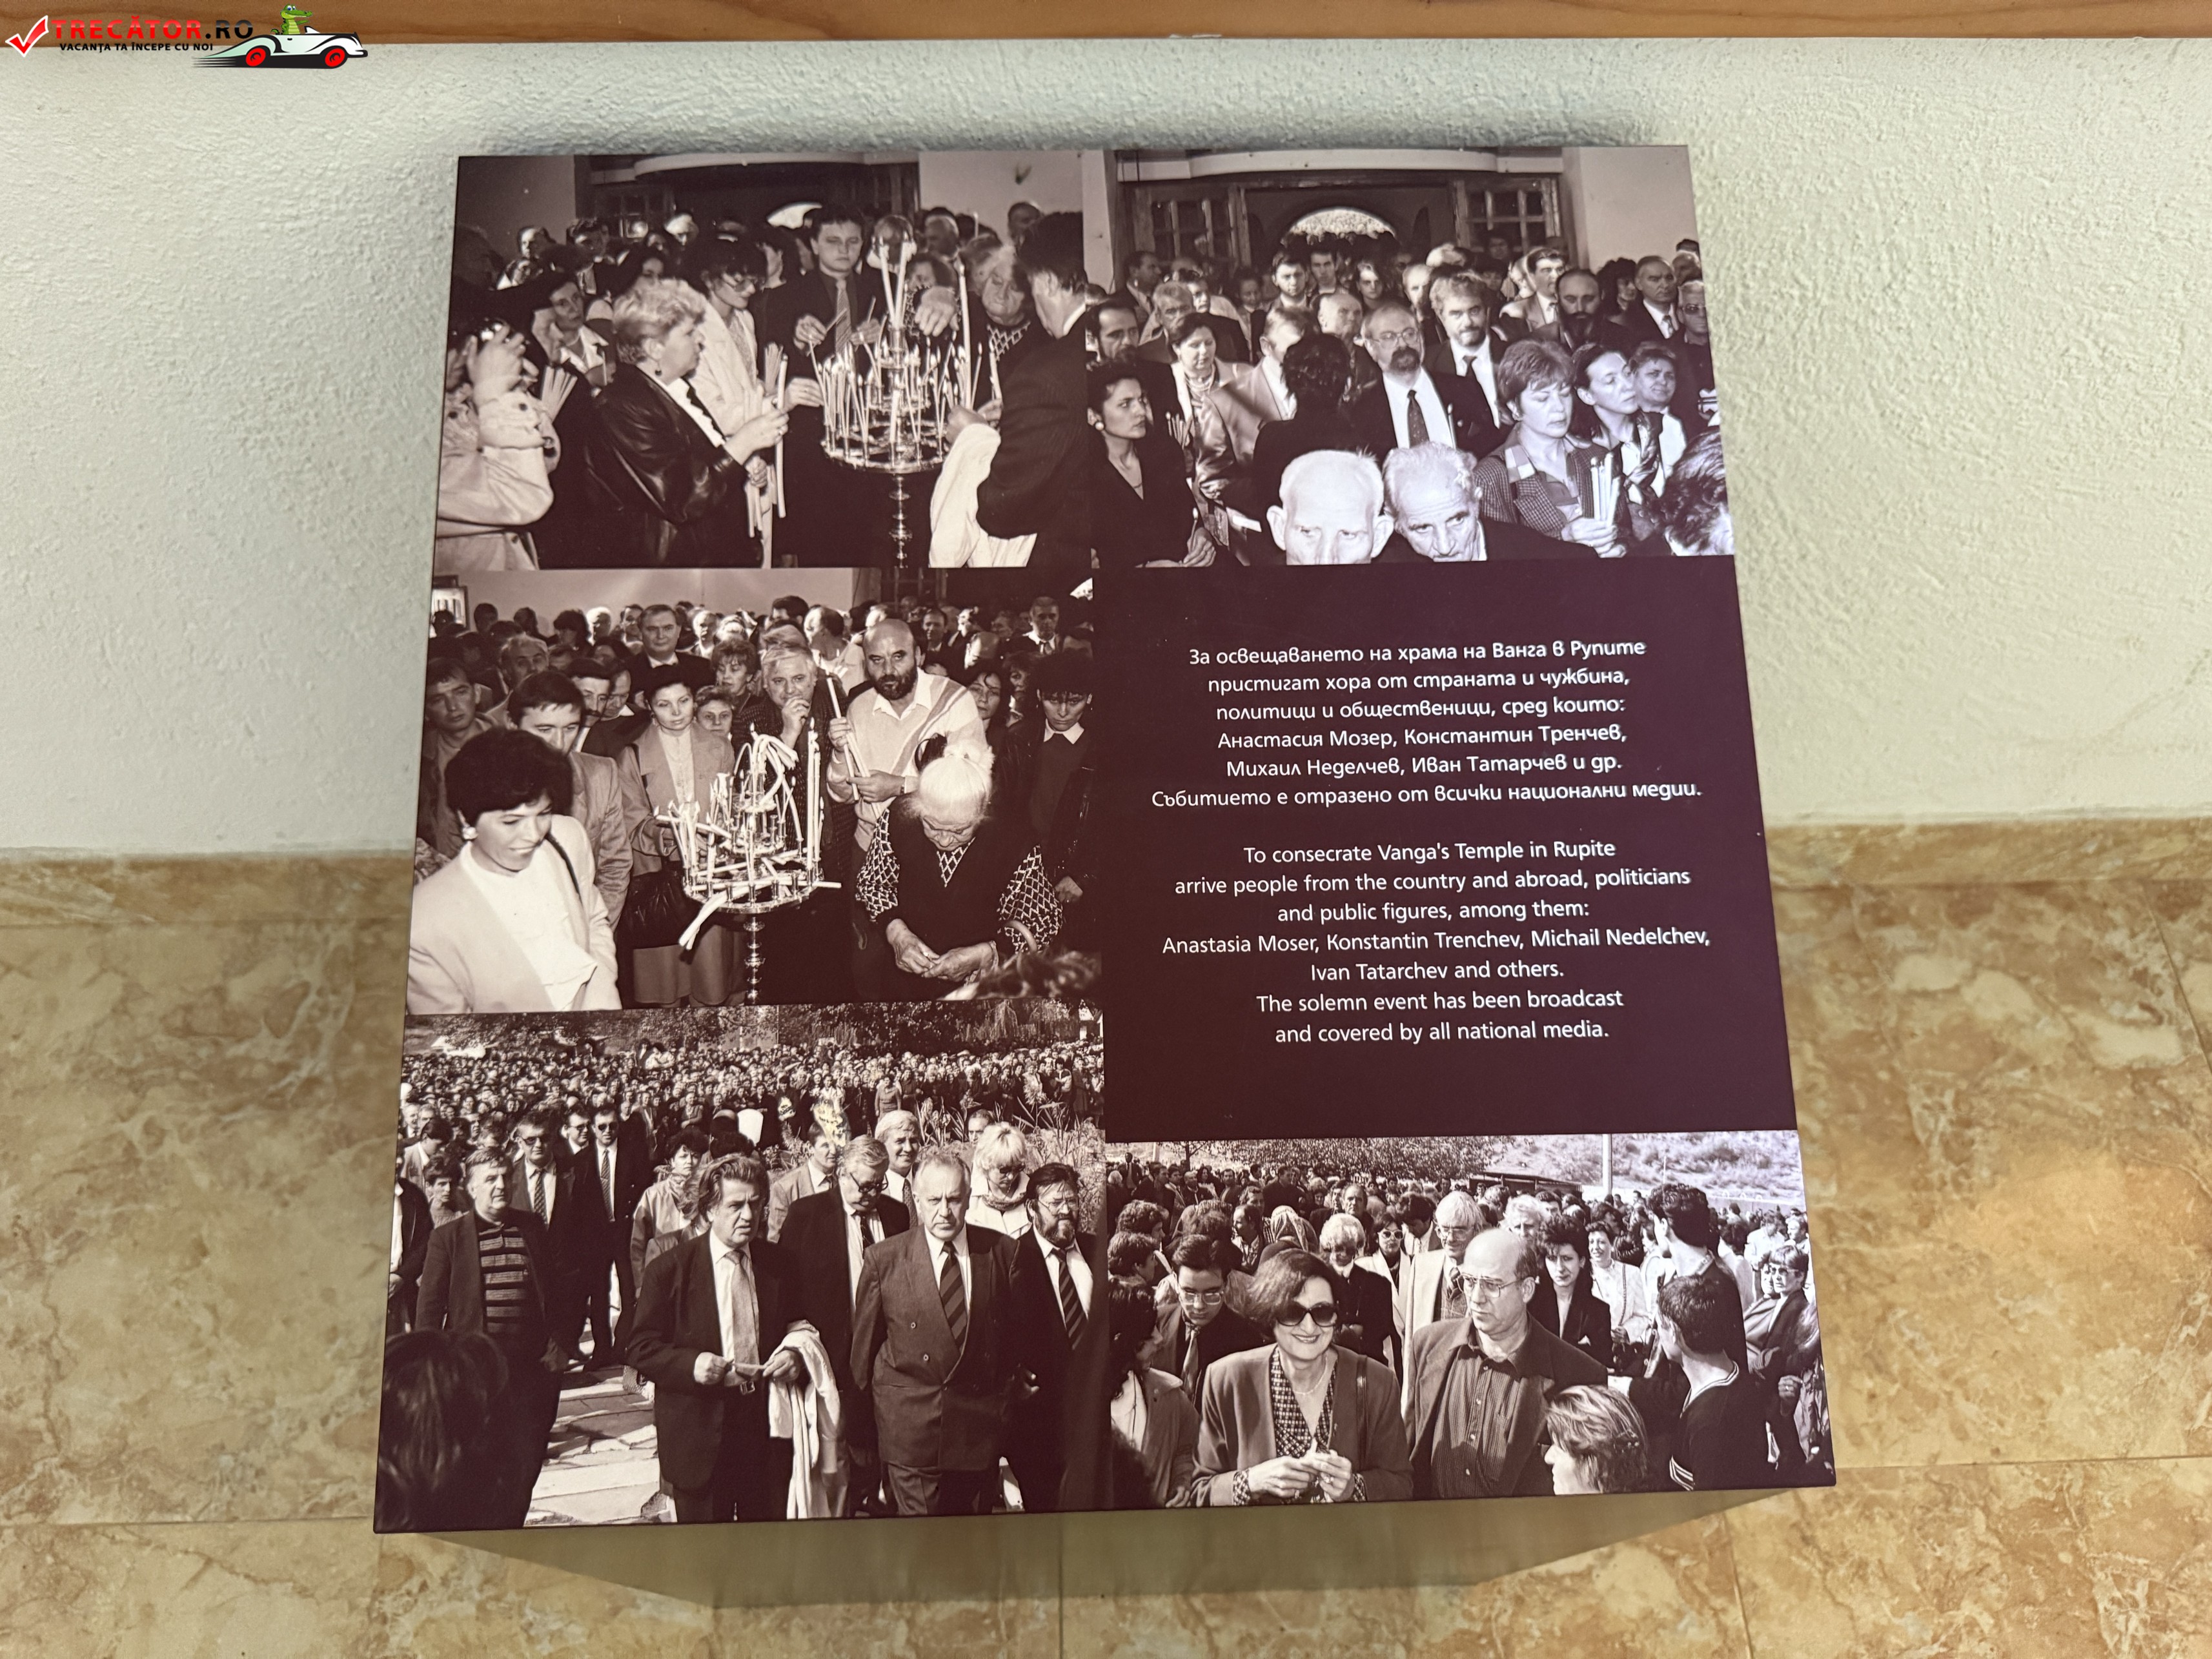 TRECĂTOR.RO
VACANȚA TA ÎNCEPE CU NOI
За освещаването на храма на Ванга в Рупите
пристигат хора от страната и чужбина,
политици и общественици, сред които:
Анастасия Мозер, Константин Тренчев,
Михаил Неделчев, Иван Татарчев и др.
Събитието е отразено от всички национални медии.
To consecrate Vanga's Temple in Rupite
arrive people from the country and abroad, politicians
and public figures, among them:
Anastasia Moser, Konstantin Trenchev, Michail Nedelchev,
Ivan Tatarchev and others.
The solemn event has been broadcast
and covered by all national media.